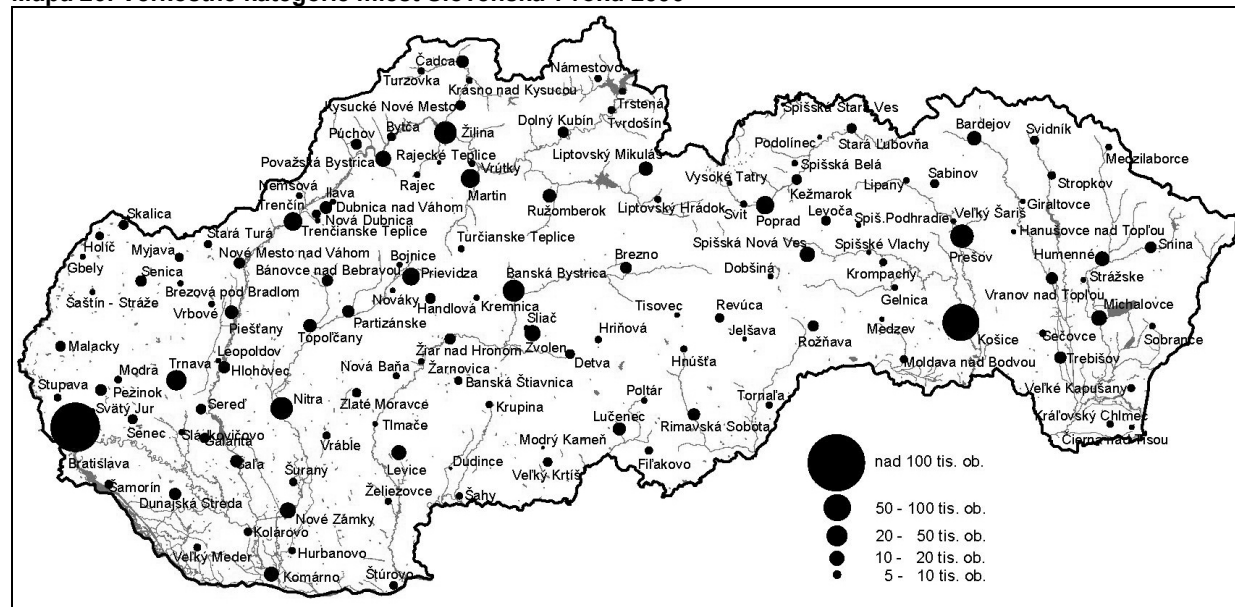 Čadca
Turzovka
Krásno nad Kysucou
Námestovo
Trstená
Tvrdošín
Kysucké Nové Mesto
Bytča
Púchov
Žilina
Dolný Kubín
Považská Bystrica
Rajecké Teplice
Vrútky
Rajec
Martin
Liptovský Mikuláš
Ružomberok
Liptovský Hrádok
Spišská Stará Ves
Podolínec
Stará Ľubovňa
Spišská Belá
Vysoké Tatry
Kežmarok
Svit
Poprad
Levoča
Bardejov
Svidník
Medzilaborce
Lipany
Sabinov
Stropkov
Giraltovce
Spiš.Podhradie
Veľký Šariš
Hanušovce nad Topľou
Prešov
Humenné
Snina
Strážske
Nemšová
Ilava
Trenčín
Dubnica nad Váhom
Nová Dubnica
Trenčianske Teplice
Skalica
Holíč
Gbely
Myjava
Stará Turá
Nové Mesto nad Váhom
Senica
Brezová pod Bradlom
Šaštín - Stráže
Vrbové
Piešťany
Turčianske Teplice
Bojnice
Bánovce nad Bebravou
Prievidza
Nováky
Handlová
Partizánske
Topoľčany
Banská Bystrica
Kremnica
Brezno
Spišská Nová Ves
Spišské Vlachy
Dobšiná
Krompachy
Gelnica
Vranov nad Topľou
Michalovce
Sliač
Zvolen
Hriňová
Tisovec
Revúca
Jelšava
Rožňava
Medzev
Košice
Sečovce
Sobrance
Malacky
Leopoldov
Hlohovec
Trnava
Modra
Pezinok
Stupava
Svätý Jur
Senec
Bratislava
Žiar nad Hronom
Žarnovica
Nová Baňa
Banská Štiavnica
Detva
Hnúšťa
Moldava nad Bodvou
Trebišov
Veľké Kapušany
Kráľovský Chlmec
Čierna nad Tisou
Sereď
Nitra
Zlaté Moravce
Krupina
Poltár
Tornaľa
Lučenec
Rimavská Sobota
Sládkovičovo
Galanta
Vráble
Tlmače
Modrý Kameň
Fiľakovo
Šaľa
Šurany
Levice
Dudince
Veľký Krtíš
Šamorín
Dunajská Streda
Nové Zámky
Želiezovce
Šahy
Kolárovo
Veľký Meder
Hurbanovo
Komárno
Štúrovo
nad 100 tis. ob.
50 - 100 tis. ob.
20 - 50 tis. ob.
10 - 20 tis. ob.
5 - 10 tis. ob.